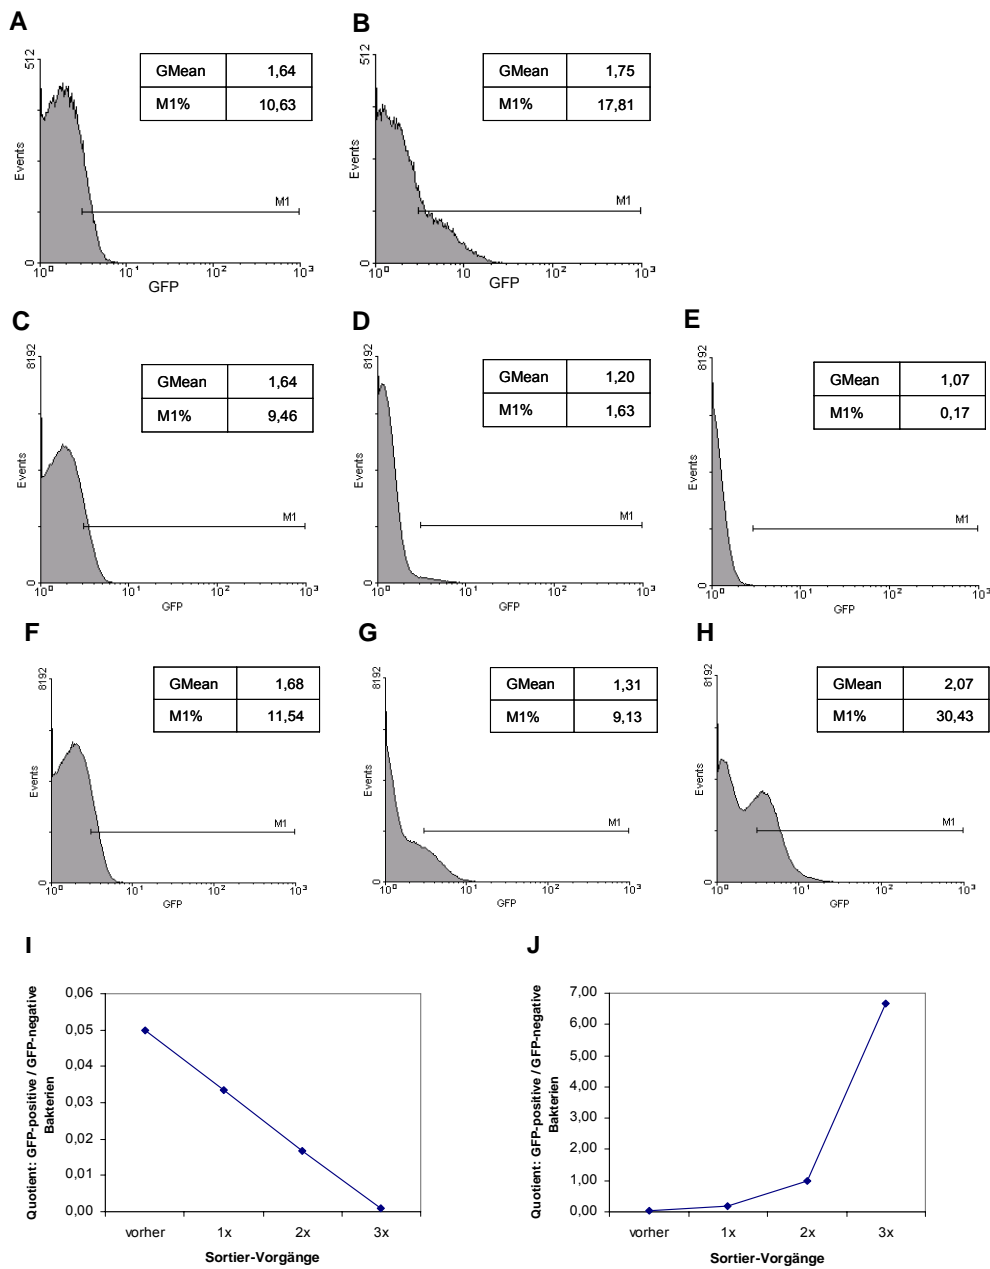 A
512
Events
0
GMean 1,64
M1% 10,63
M1
10⁰ 10¹ 10² 10³
GFP
B
512
Events
0
GMean 1,75
M1% 17,81
M1
10⁰ 10 10² 10³
GFP
C
8192
Events
0
GMean 1,64
M1% 9,46
M1
10⁰ 10¹ 10² 10³
GFP
D
8192
Events
0
GMean 1,20
M1% 1,63
M1
10⁰ 10¹ 10² 10³
GFP
E
8192
Events
0
GMean 1,07
M1% 0,17
M1
10⁰ 10¹ 10² 10³
GFP
F
8192
Events
0
GMean 1,68
M1% 11,54
M1
10⁰ 10¹ 10² 10³
GFP
G
8192
Events
0
GMean 1,31
M1% 9,13
M1
10⁰ 10¹ 10² 10³
GFP
H
8192
Events
0
GMean 2,07
M1% 30,43
M1
10⁰ 10¹ 10² 10³
GFP
I
Quotient: GFP-positive / GFP-negative
Bakterien
0,06
0,05
0,04
0,03
0,02
0,01
0,00
vorher 1x 2x 3x
Sortier-Vorgänge
J
Quotient: GFP-positive / GFP-negative
Bakterien
7,00
6,00
5,00
4,00
3,00
2,00
1,00
0,00
vorher 1x 2x 3x
Sortier-Vorgänge